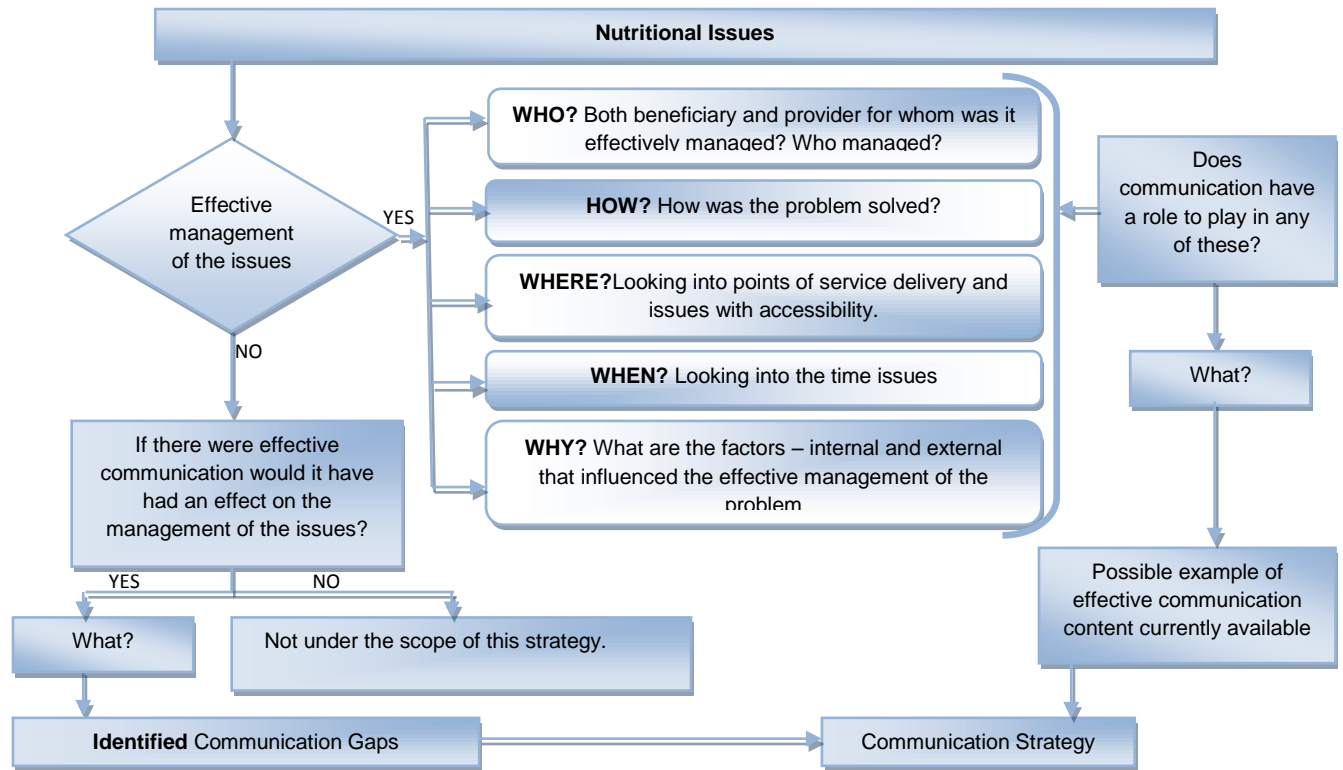 Nutritional Issues
WHO? Both beneficiary and provider for whom was it
effectively managed? Who managed?
Does
communication have
a role to play in any
of these?
Effective
management
of the issues
YES
HOW? How was the problem solved?
WHERE?Looking into points of service delivery and
issues with accessibility.
NO
WHEN? Looking into the time issues
What?
If there were effective
communication would it have
had an effect on the
management of the issues?
WHY? What are the factors – internal and external
that influenced the effective management of the
problem
YES
NO
Possible example of
effective communication
content currently available
What?
Not under the scope of this strategy.
Identified Communication Gaps
Communication Strategy